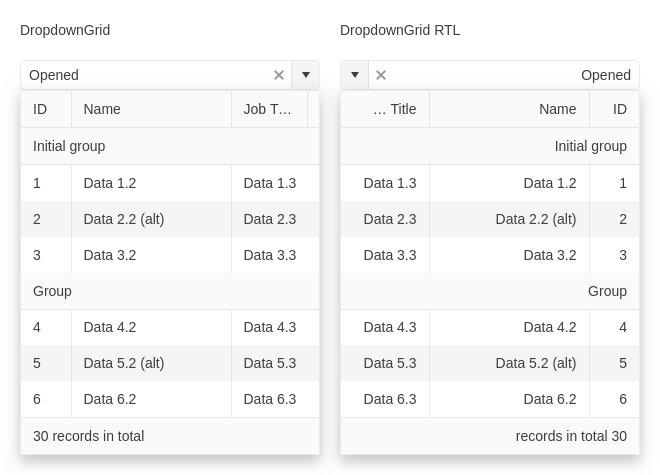 DropdownGrid
Opened
ID Name Job T…
Initial group
1 Data 1.2 Data 1.3
2 Data 2.2 (alt) Data 2.3
3 Data 3.2 Data 3.3
Group
4 Data 4.2 Data 4.3
5 Data 5.2 (alt) Data 5.3
6 Data 6.2 Data 6.3
30 records in total
DropdownGrid RTL
Opened
… Title Name ID
Initial group
Data 1.3 Data 1.2 1
Data 2.3 Data 2.2 (alt) 2
Data 3.3 Data 3.2 3
Group
Data 4.3 Data 4.2 4
Data 5.3 Data 5.2 (alt) 5
Data 6.3 Data 6.2 6
records in total 30